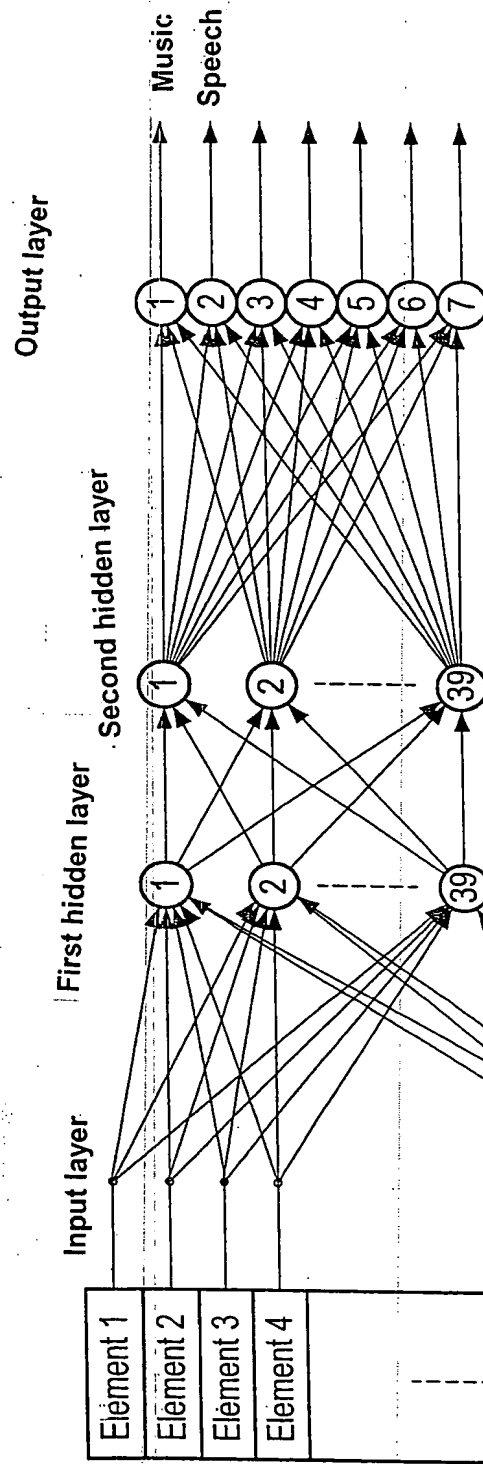 Output layer
Second hidden layer
First hidden layer
Input layer
Music
Speech
1
2
3
4
5
6
7
1
2
39
1
2
39
Element 1
Element 2
Element 3
Element 4